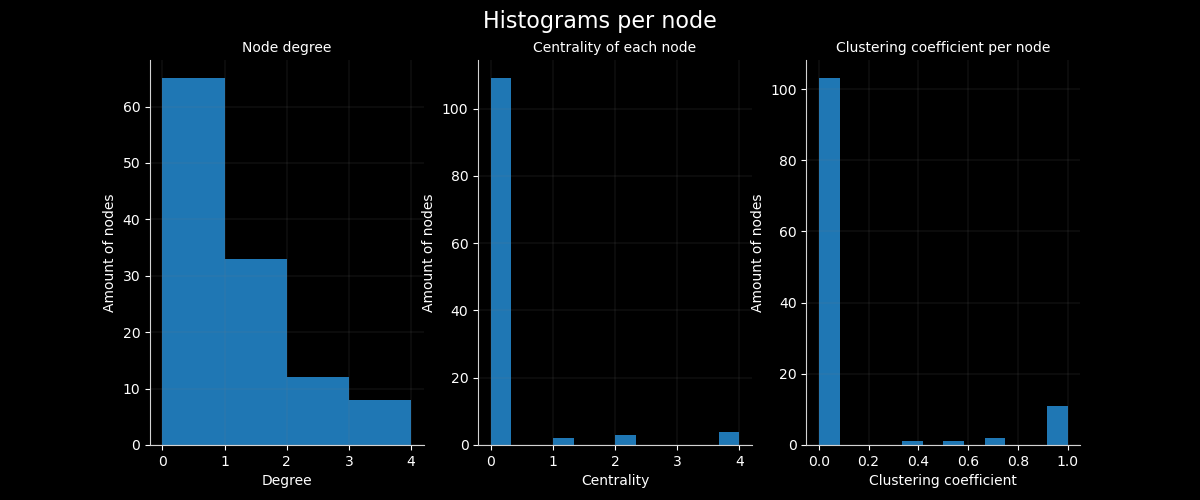 Histograms per node
Node degree
Amount of nodes
60
50
40
30
20
10
0
0 1 2 3 4
Degree
Centrality of each node
Amount of nodes
100
80
60
40
20
0
0 1 2 3 4
Centrality
Clustering coefficient per node
Amount of nodes
100
80
60
40
20
0
0.0 0.2 0.4 0.6 0.8 1.0
Clustering coefficient